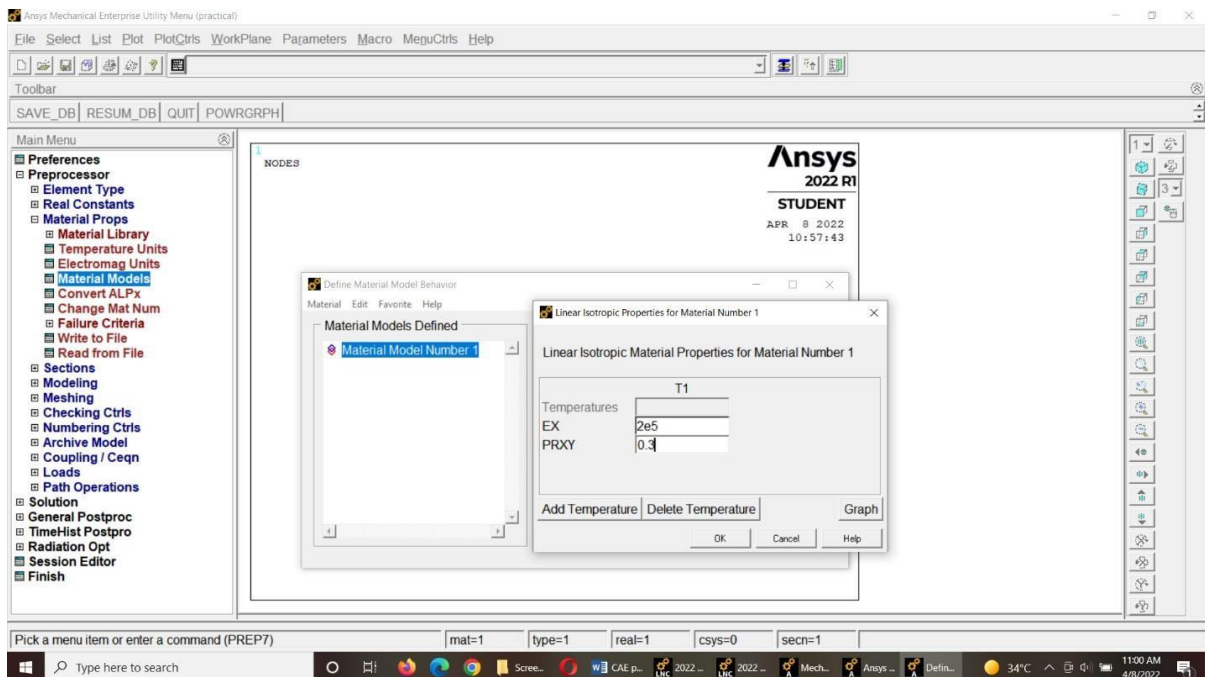 Ansys Mechanical Enterprise Utility Menu (practical)
File Select List Plot PlotCtrls WorkPlane Parameters Macro MenuCtrls Help
Toolbar
SAVE_DB RESUM_DB QUIT POWRGRPH
Main Menu
Preferences
Preprocessor
Element Type
Real Constants
Material Props
Material Library
Temperature Units
Electromag Units
Material Models
Convert ALPx
Change Mat Num
Failure Criteria
Write to File
Read from File
Sections
Modeling
Meshing
Checking Ctrls
Numbering Ctrls
Archive Model
Coupling / Ceqn
Loads
Path Operations
Solution
General Postproc
TimeHist Postpro
Radiation Opt
Session Editor
Finish
1
NODES
Ansys
2022 R1
STUDENT
APR 8 2022
10:57:43
Define Material Model Behavior
Material Edit Favorite Help
Material Models Defined
Material Model Number 1
Linear Isotropic Properties for Material Number 1
Linear Isotropic Material Properties for Material Number 1
T1
Temperatures
EX 2e5
PRXY 0.3
Add Temperature Delete Temperature Graph
OK Cancel Help
1
3
Pick a menu item or enter a command (PREP7) mat=1 type=1 real=1 csys=0 secn=1
Type here to search Scree... CAE p... 2022 ... 2022 ... Mech... Ansys ... Defin... 34°C 11:00 AM
4/8/2022